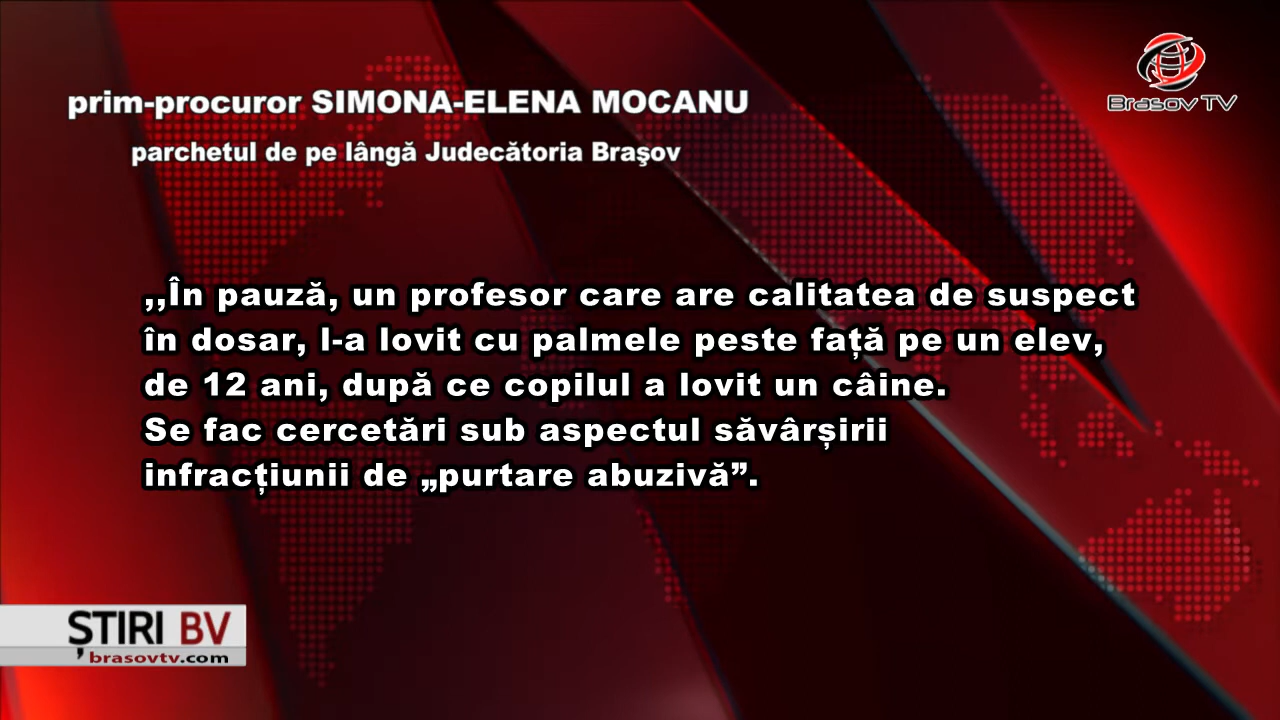 Brasov TV
prim-procuror SIMONA-ELENA MOCANU
parchetul de pe lângă Judecătoria Braşov
,,În pauză, un profesor care are calitatea de suspect
în dosar, l-a lovit cu palmele peste față pe un elev,
de 12 ani, după ce copilul a lovit un câine.
Se fac cercetări sub aspectul săvârșirii
infracțiunii de „purtare abuzivă”.
ȘTIRI BV
brasovtv.com